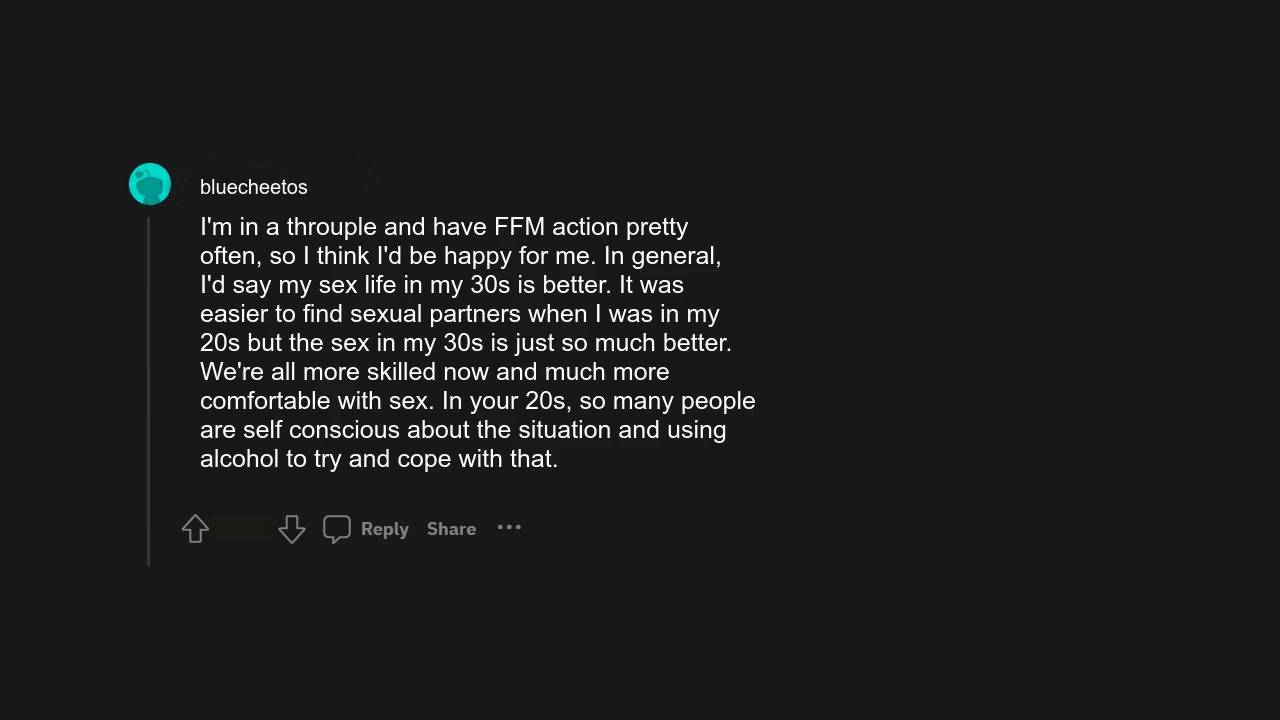 bluecheetos
I'm in a throuple and have FFM action pretty
often, so I think I'd be happy for me. In general,
I'd say my sex life in my 30s is better. It was
easier to find sexual partners when I was in my
20s but the sex in my 30s is just so much better.
We're all more skilled now and much more
comfortable with sex. In your 20s, so many people
are self conscious about the situation and using
alcohol to try and cope with that.
Reply Share